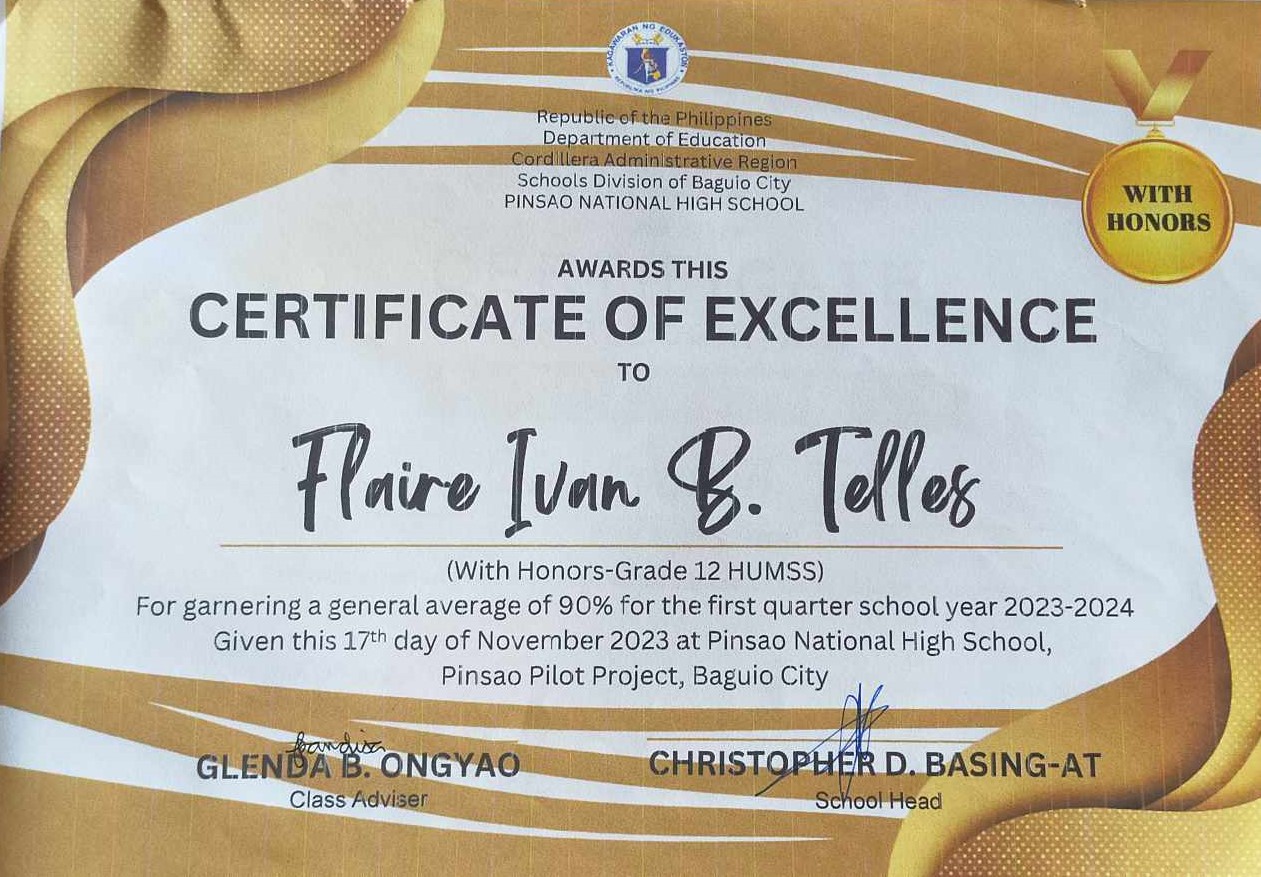 KAGAWARAN NG EDUKASYON
REPUBLIKA NG PILIPINAS
Republic of the Philippines
Department of Education
Cordillera Administrative Region
Schools Division of Baguio City
PINSAO NATIONAL HIGH SCHOOL
WITH
HONORS
AWARDS THIS
CERTIFICATE OF EXCELLENCE
TO
Flaire Ivan B. Telles
(With Honors-Grade 12 HUMSS)
For garnering a general average of 90% for the first quarter school year 2023-2024
Given this 17th day of November 2023 at Pinsao National High School,
Pinsao Pilot Project, Baguio City
GLENDA B. ONGYAO
Class Adviser
CHRISTOPHER D. BASING-AT
School Head